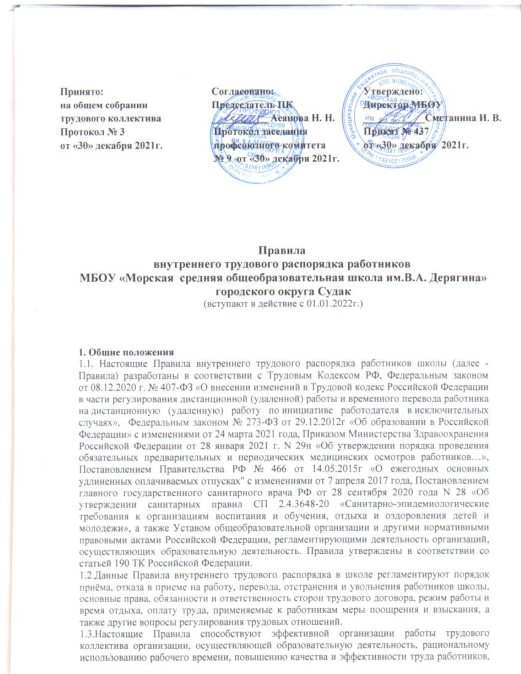 Принято:
на общем собрании
трудового коллектива
Протокол № 3
от «30» декабря 2021г.
Согласовано:
Председатель ПК
Асанова Н. Н.
Протокол заседания
профсоюзного комитета
№ 9 от «30» декабря 2021г.
Утверждено:
Директор МБОУ
Сметанина И. В.
Приказ № 437
от «30» декабря 2021г.
Правила
внутреннего трудового распорядка работников
МБОУ «Морская средняя общеобразовательная школа им.В.А. Дерягина»
городского округа Судак
(вступают в действие с 01.01.2022г.)
1. Общие положения
1.1. Настоящие Правила внутреннего трудового распорядка работников школы (далее -
Правила) разработаны в соответствии с Трудовым Кодексом РФ, Федеральным законом
от 08.12.2020 г. № 407-ФЗ «О внесении изменений в Трудовой кодекс Российской Федерации
в части регулирования дистанционной (удаленной) работы и временного перевода работника
на дистанционную (удаленную) работу по инициативе работодателя в исключительных
случаях», Федеральным законом № 273-ФЗ от 29.12.2012г «Об образовании в Российской
Федерации» с изменениями от 24 марта 2021 года, Приказом Министерства Здравоохранения
Российской Федерации от 28 января 2021 г. N 29н «Об утверждении порядка проведения
обязательных предварительных и периодических медицинских осмотров работников…»,
Постановлением Правительства РФ № 466 от 14.05.2015г «О ежегодных основных
удлиненных оплачиваемых отпусках" с изменениями от 7 апреля 2017 года, Постановлением
главного государственного санитарного врача РФ от 28 сентября 2020 года N 28 «Об
утверждении санитарных правил СП 2.4.3648-20 «Санитарно-эпидемиологические
требования к организациям воспитания и обучения, отдыха и оздоровления детей и
молодежи», а также Уставом общеобразовательной организации и другими нормативными
правовыми актами Российской Федерации, регламентирующими деятельность организаций,
осуществляющих образовательную деятельность. Правила утверждены в соответствии со
статьей 190 ТК Российской Федерации.
1.2.Данные Правила внутреннего трудового распорядка в школе регламентируют порядок
приёма, отказа в приеме на работу, перевода, отстранения и увольнения работников школы,
основные права, обязанности и ответственность сторон трудового договора, режим работы и
время отдыха, оплату труда, применяемые к работникам меры поощрения и взыскания, а
также другие вопросы регулирования трудовых отношений.
1.3.Настоящие Правила способствуют эффективной организации работы трудового
коллектива организации, осуществляющей образовательную деятельность, рациональному
использованию рабочего времени, повышению качества и эффективности труда работников,